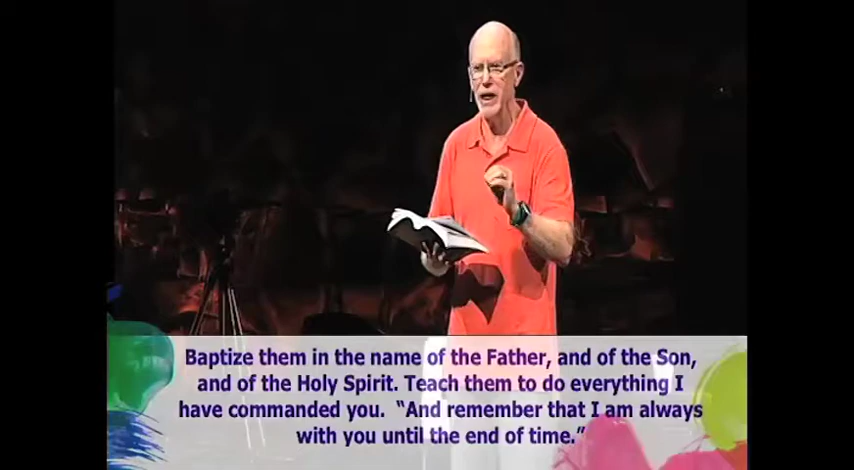 Baptize them in the name of the Father, and of the Son,
and of the Holy Spirit. Teach them to do everything I
have commanded you.  “And remember that I am always
with you until the end of time.”